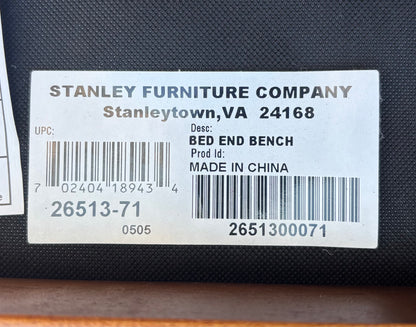 STANLEY FURNITURE COMPANY
Stanleytown,VA 24168
UPC:
7 02404 18943 4
26513-71
0505
Desc:
BED END BENCH
Prod Id:
MADE IN CHINA
2651300071